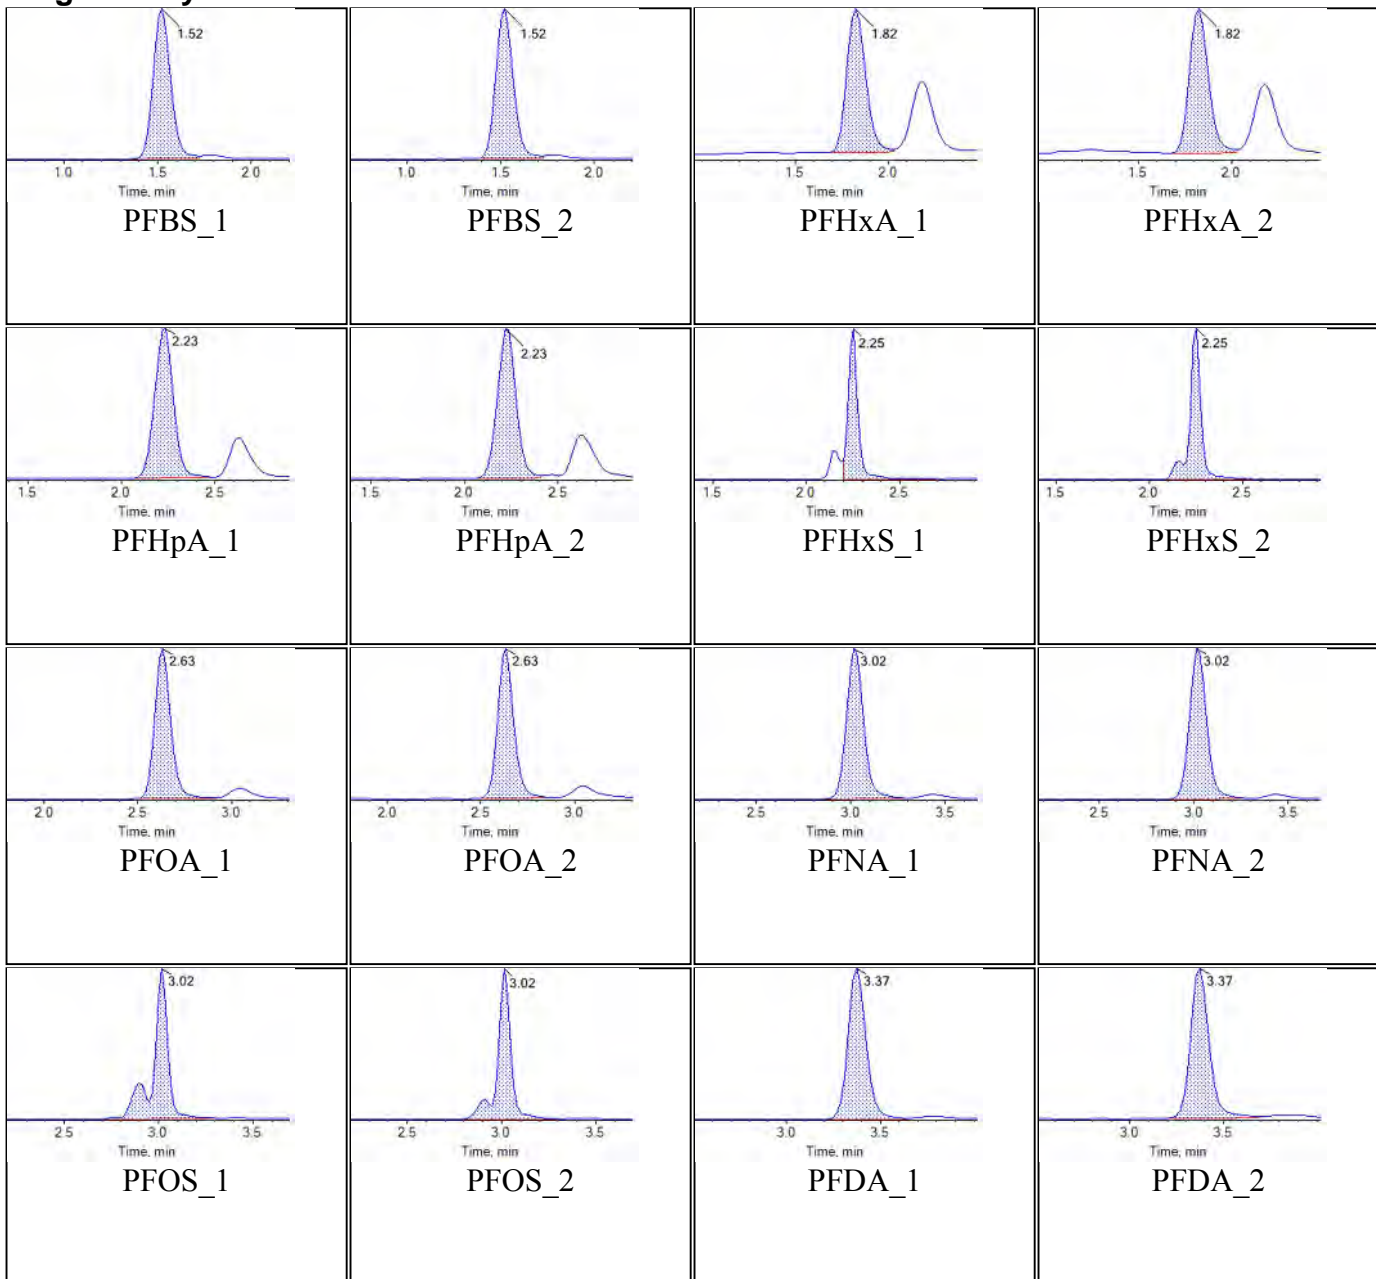 1.52
1.0 1.5 2.0
Time, min
PFBS_1
1.52
1.0 1.5 2.0
Time, min
PFBS_2
1.82
1.5 2.0
Time, min
PFHxA_1
1.82
1.5 2.0
Time, min
PFHxA_2
2.23
1.5 2.0 2.5
Time, min
PFHpA_1
2.23
1.5 2.0 2.5
Time, min
PFHpA_2
2.25
1.5 2.0 2.5
Time, min
PFHxS_1
2.25
1.5 2.0 2.5
Time, min
PFHxS_2
2.63
2.0 2.5 3.0
Time, min
PFOA_1
2.63
2.0 2.5 3.0
Time, min
PFOA_2
3.02
2.5 3.0 3.5
Time, min
PFNA_1
3.02
2.5 3.0 3.5
Time, min
PFNA_2
3.02
2.5 3.0 3.5
Time, min
PFOS_1
3.02
2.5 3.0 3.5
Time, min
PFOS_2
3.37
3.0 3.5
Time, min
PFDA_1
3.37
3.0 3.5
Time, min
PFDA_2